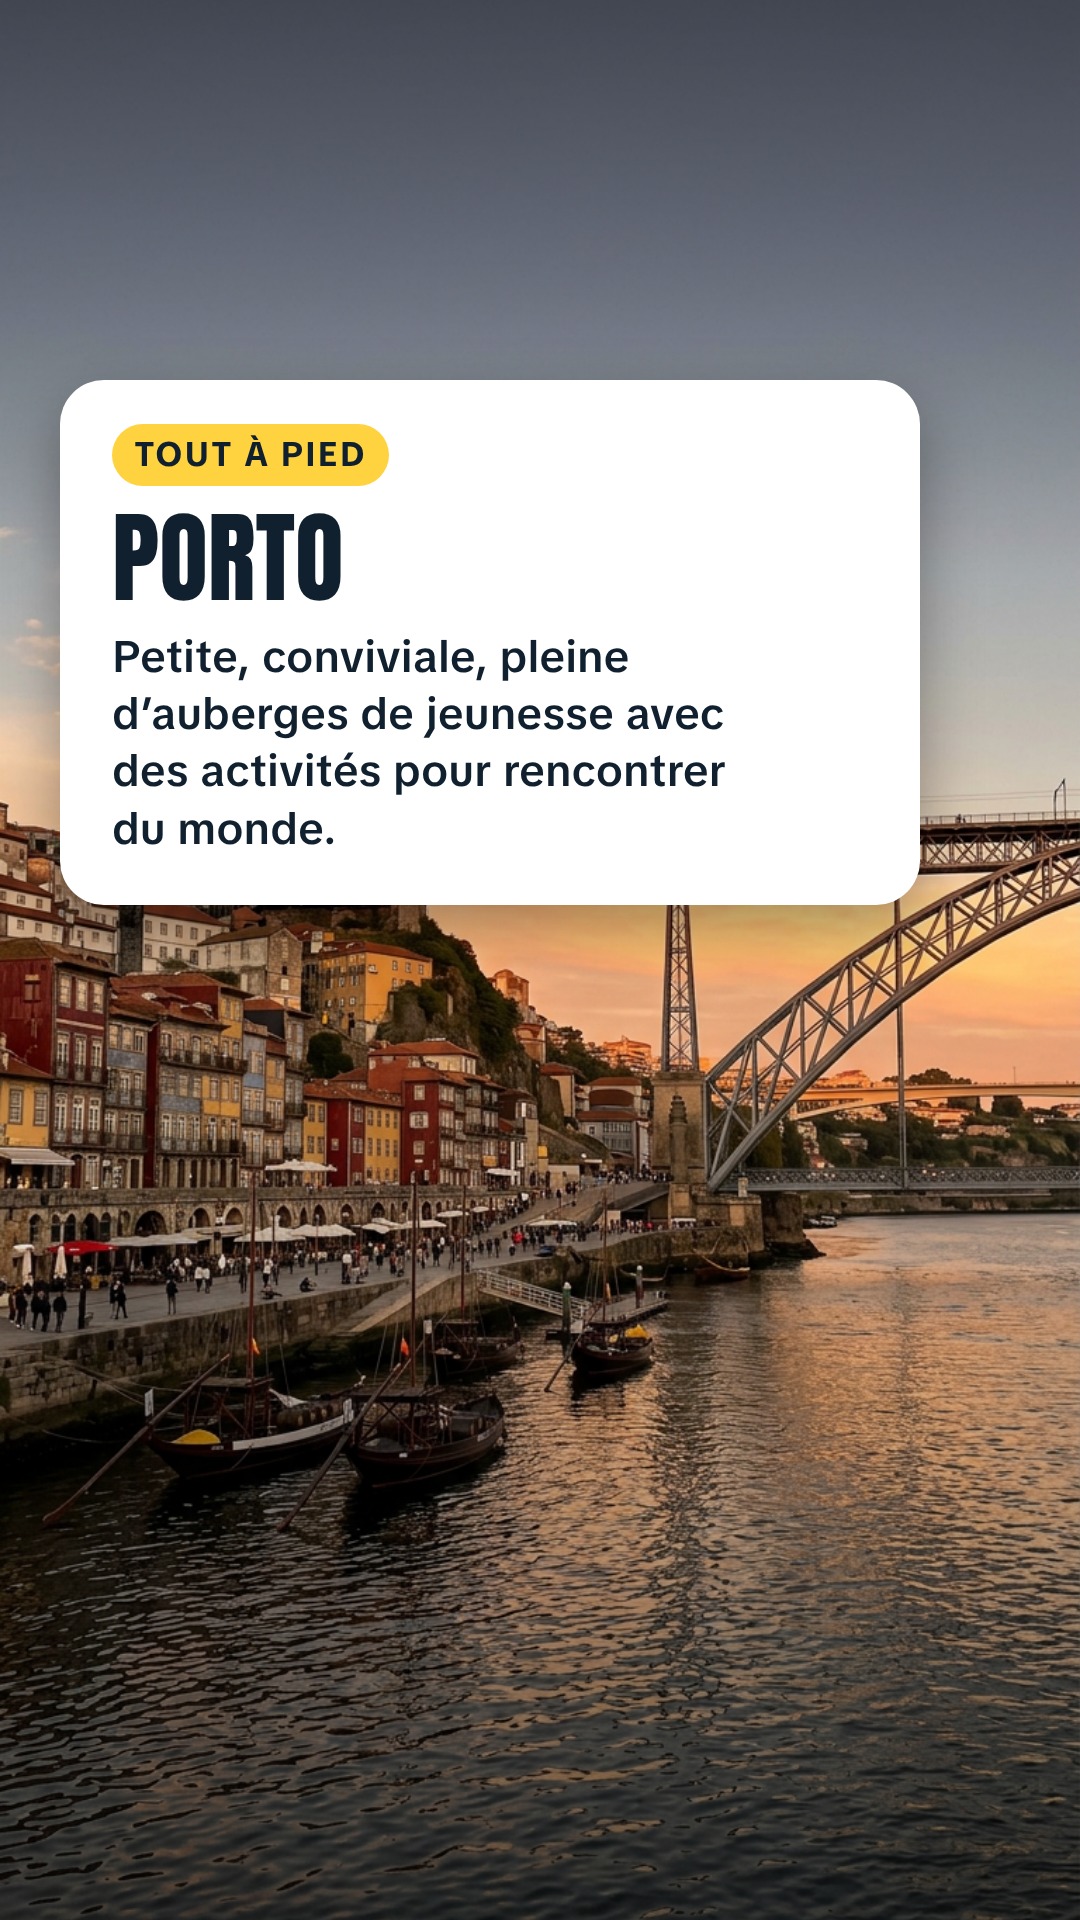 TOUT À PIED
PORTO
Petite, conviviale, pleine
d’auberges de jeunesse avec
des activités pour rencontrer
du monde.